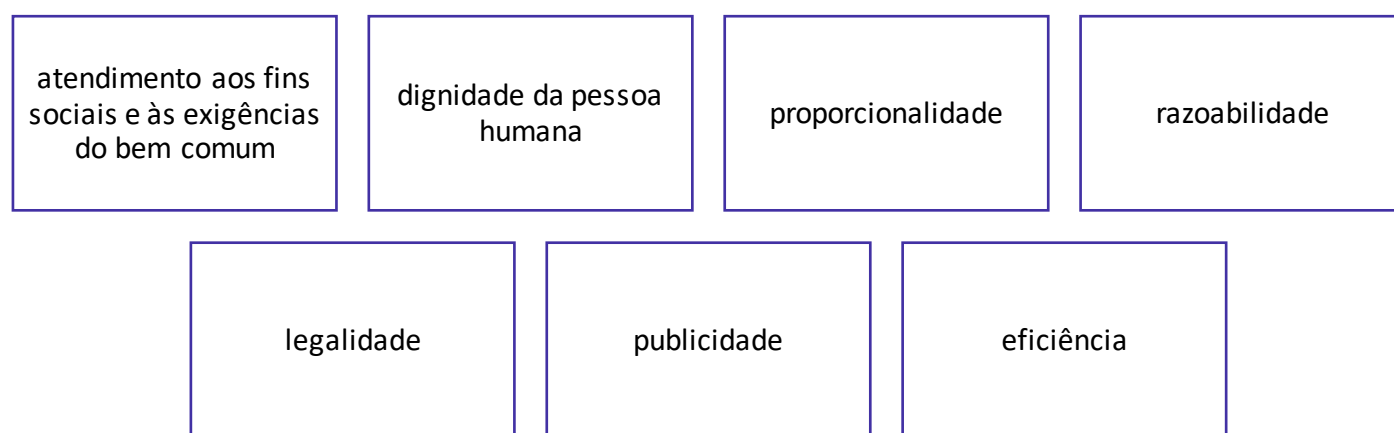 atendimento aos fins
sociais e às exigências
do bem comum
dignidade da pessoa
humana
proporcionalidade
razoabilidade
legalidade
publicidade
eficiência